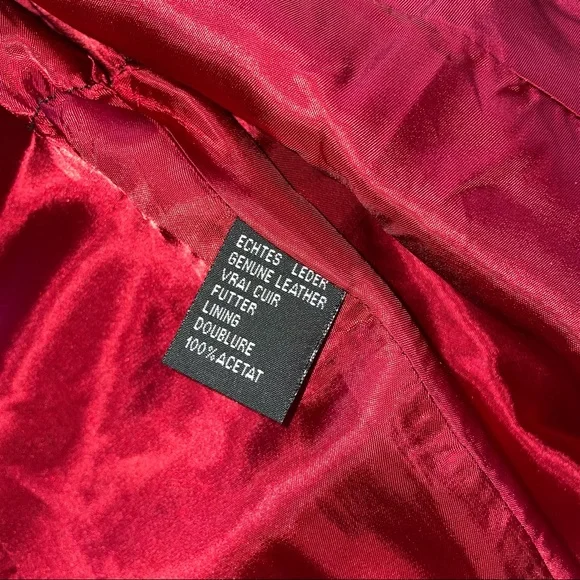 ECHTES LEDER
GENUNE LEATHER
VRAI CUIR
FUTTER
LINING
DOUBLURE
100%ACETAT